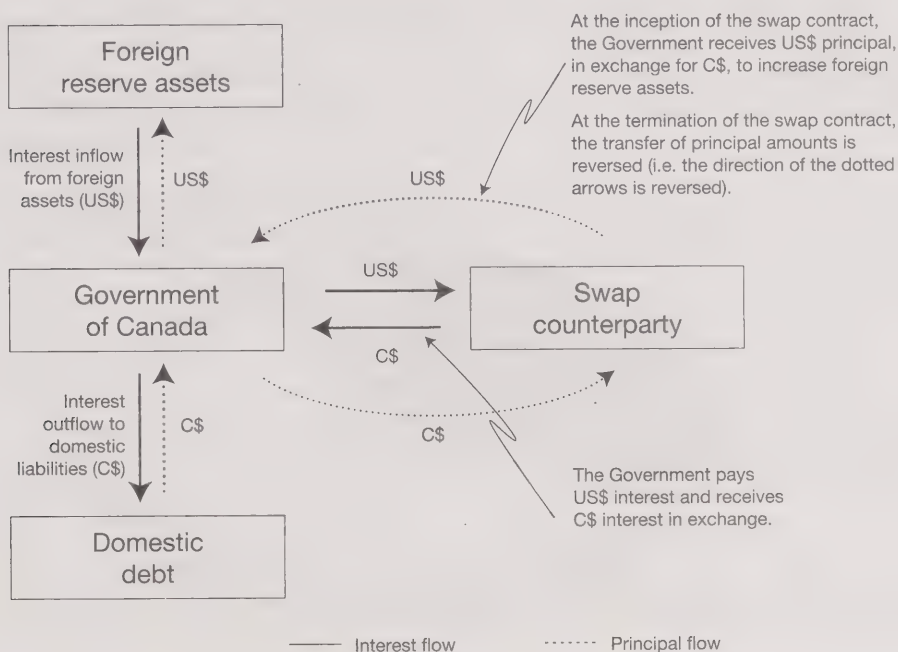 Foreign
reserve assets
At the inception of the swap contract,
the Government receives US$ principal,
in exchange for C$, to increase foreign
reserve assets.
At the termination of the swap contract,
the transfer of principal amounts is
reversed (i.e. the direction of the dotted
arrows is reversed).
Interest inflow
from foreign
assets (US$)
US$
US$
Government
of Canada
US$
C$
Swap
counterparty
Interest
outflow to
domestic
liabilities (C$)
C$
C$
The Government pays
US$ interest and receives
C$ interest in exchange.
Domestic
debt
Interest flow
Principal flow